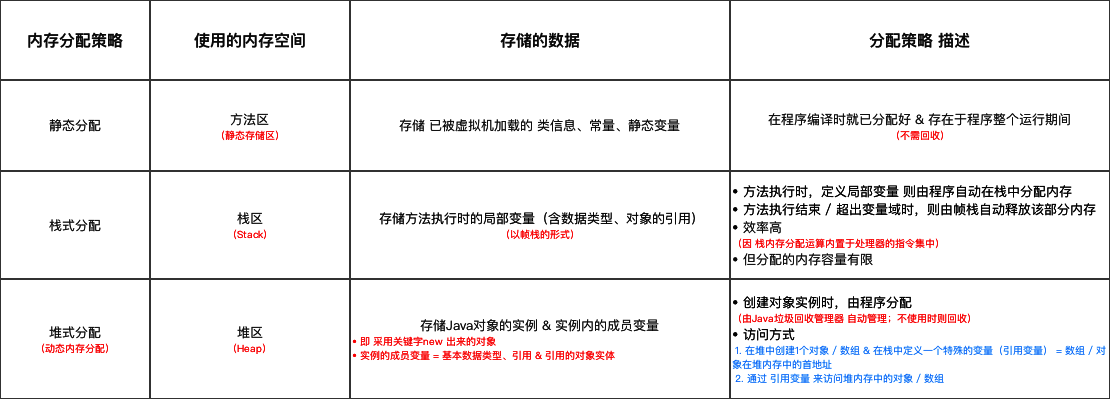 内存分配策略
使用的内存空间
存储的数据
分配策略 描述
静态分配
方法区
（静态存储区）
存储 已被虚拟机加载的 类信息、常量、静态变量
在程序编译时就已分配好 & 存在于程序整个运行期间
（不需回收）
栈式分配
栈区
（Stack）
存储方法执行时的局部变量（含数据类型、对象的引用）
（以帧栈的形式）
• 方法执行时，定义局部变量 则由程序自动在栈中分配内存
• 方法执行结束 / 超出变量域时，则由帧栈自动释放该部分内存
• 效率高
（因 栈内存分配运算内置于处理器的指令集中）
• 但分配的内存容量有限
堆式分配
（动态内存分配）
堆区
（Heap）
存储Java对象的实例 & 实例内的成员变量
• 即 采用关键字new 出来的对象
• 实例的成员变量 = 基本数据类型、引用 & 引用的对象实体
• 创建对象实例时，由程序分配
（由Java垃圾回收管理器 自动管理；不使用时则回收）
• 访问方式
1. 在堆中创建1个对象 / 数组 & 在栈中定义一个特殊的变量（引用变量） = 数组 / 对
象在堆内存中的首地址
2. 通过 引用变量 来访问堆内存中的对象 / 数组